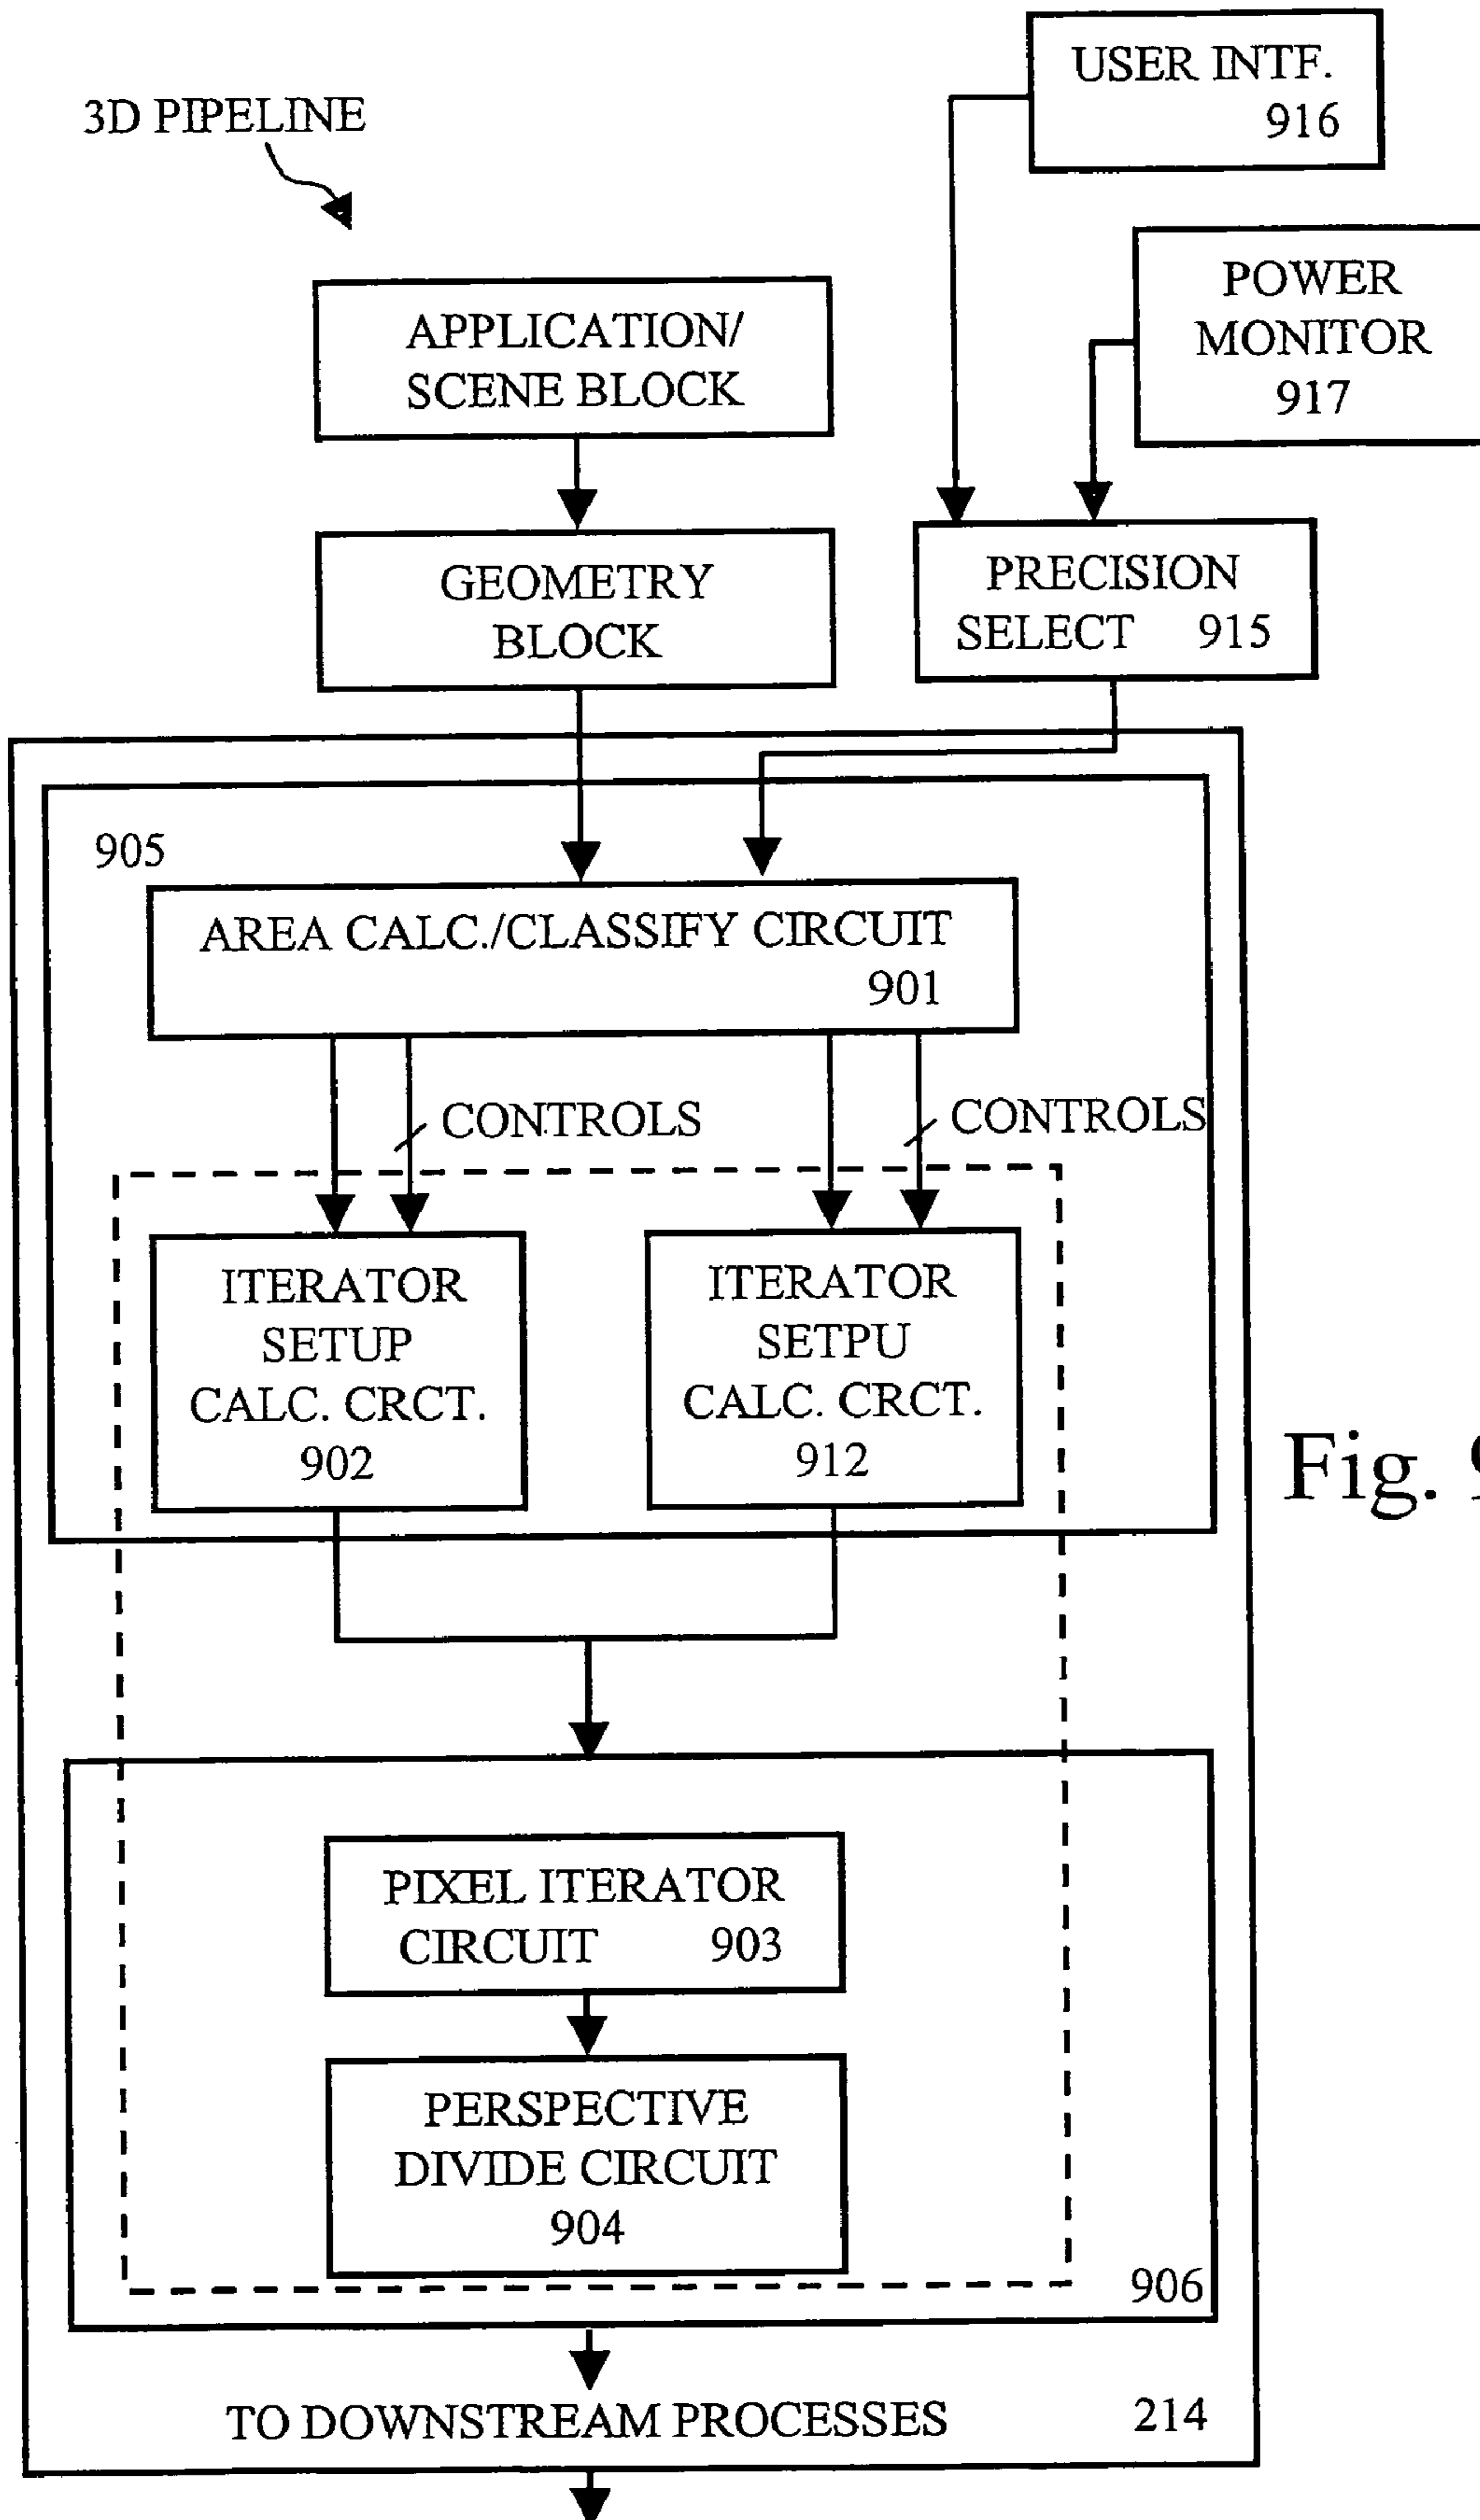 USER INTF.
916
3D PIPELINE
POWER
MONITOR
917
APPLICATION/
SCENE BLOCK
GEOMETRY
BLOCK
PRECISION
SELECT 915
905
AREA CALC./CLASSIFY CIRCUIT
901
CONTROLS
CONTROLS
ITERATOR
SETUP
CALC. CRCT.
902
ITERATOR
SETPU
CALC. CRCT.
912
Fig.
PIXEL ITERATOR
CIRCUIT 903
PERSPECTIVE
DIVIDE CIRCUIT
904
906
TO DOWNSTREAM PROCESSES
214